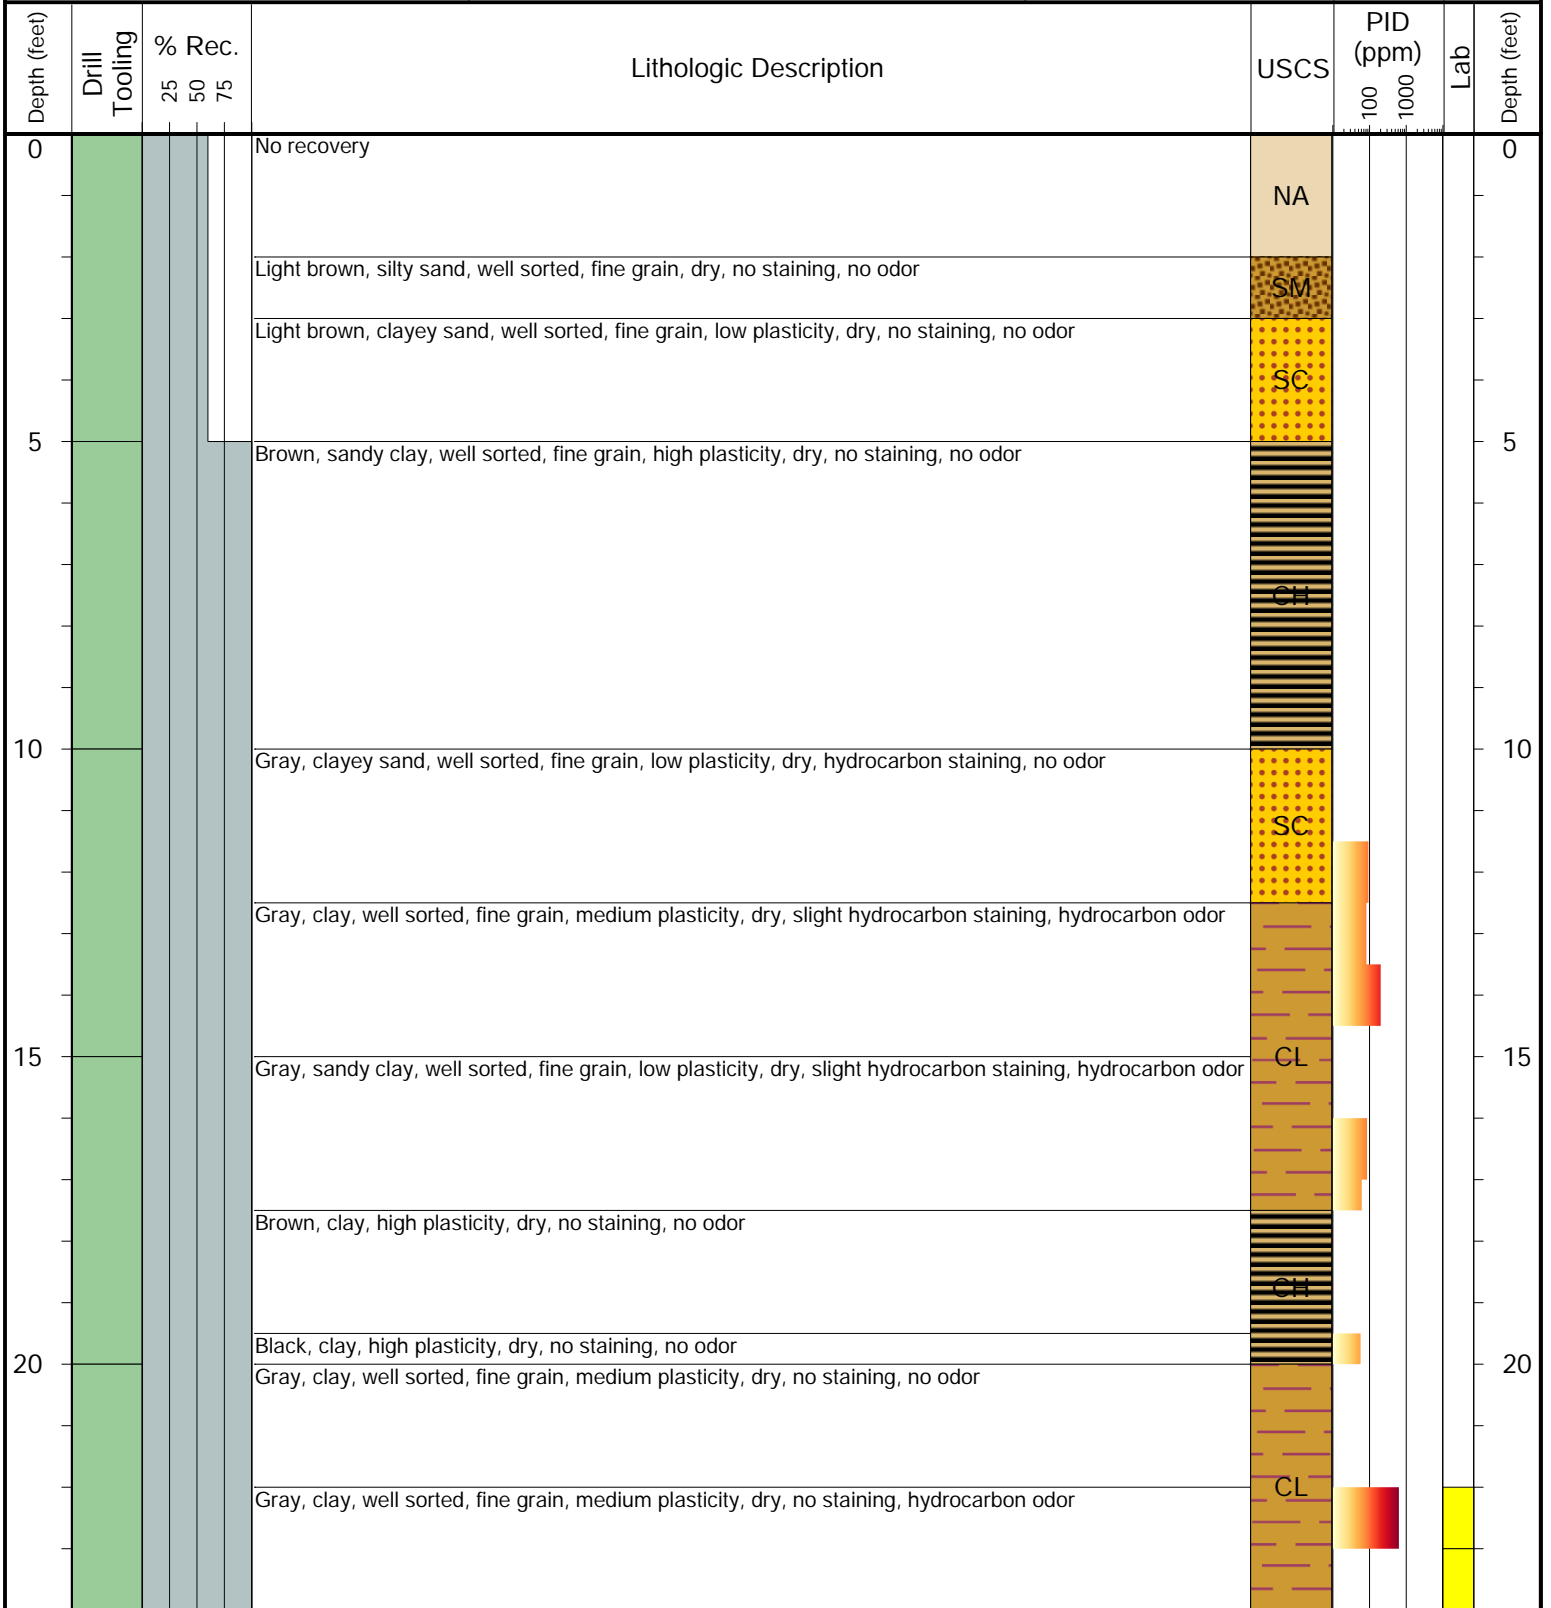 Depth (feet)
Drill Tooling
% Rec.
25 50 75
Lithologic Description
USCS
PID (ppm)
100 1000
Lab
Depth (feet)
0 No recovery NA 0
Light brown, silty sand, well sorted, fine grain, dry, no staining, no odor SM
Light brown, clayey sand, well sorted, fine grain, low plasticity, dry, no staining, no odor
SC
5 Brown, sandy clay, well sorted, fine grain, high plasticity, dry, no staining, no odor 5
CH
10 Gray, clayey sand, well sorted, fine grain, low plasticity, dry, hydrocarbon staining, no odor 10
SC
Gray, clay, well sorted, fine grain, medium plasticity, dry, slight hydrocarbon staining, hydrocarbon odor
15 Gray, sandy clay, well sorted, fine grain, low plasticity, dry, slight hydrocarbon staining, hydrocarbon odor CL 15
Brown, clay, high plasticity, dry, no staining, no odor
CH
Black, clay, high plasticity, dry, no staining, no odor
20 Gray, clay, well sorted, fine grain, medium plasticity, dry, no staining, no odor 20
Gray, clay, well sorted, fine grain, medium plasticity, dry, no staining, hydrocarbon odor CL